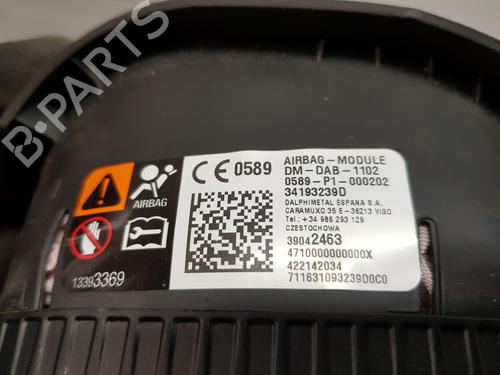 AIRBAG
13393369
CE 0589
AIRBAG-MODULE
DM-DAB-1102
0589-P1-000202
34193239D
DALPHIMETAL ESPANA S.A.
CARAMUXO 35 E-36213 VIGO
Tel.: +34 986 293 129
CZESTOCHOWA
39042463
4710000000000X
422142034
711631093239D0C0
B-PARTS